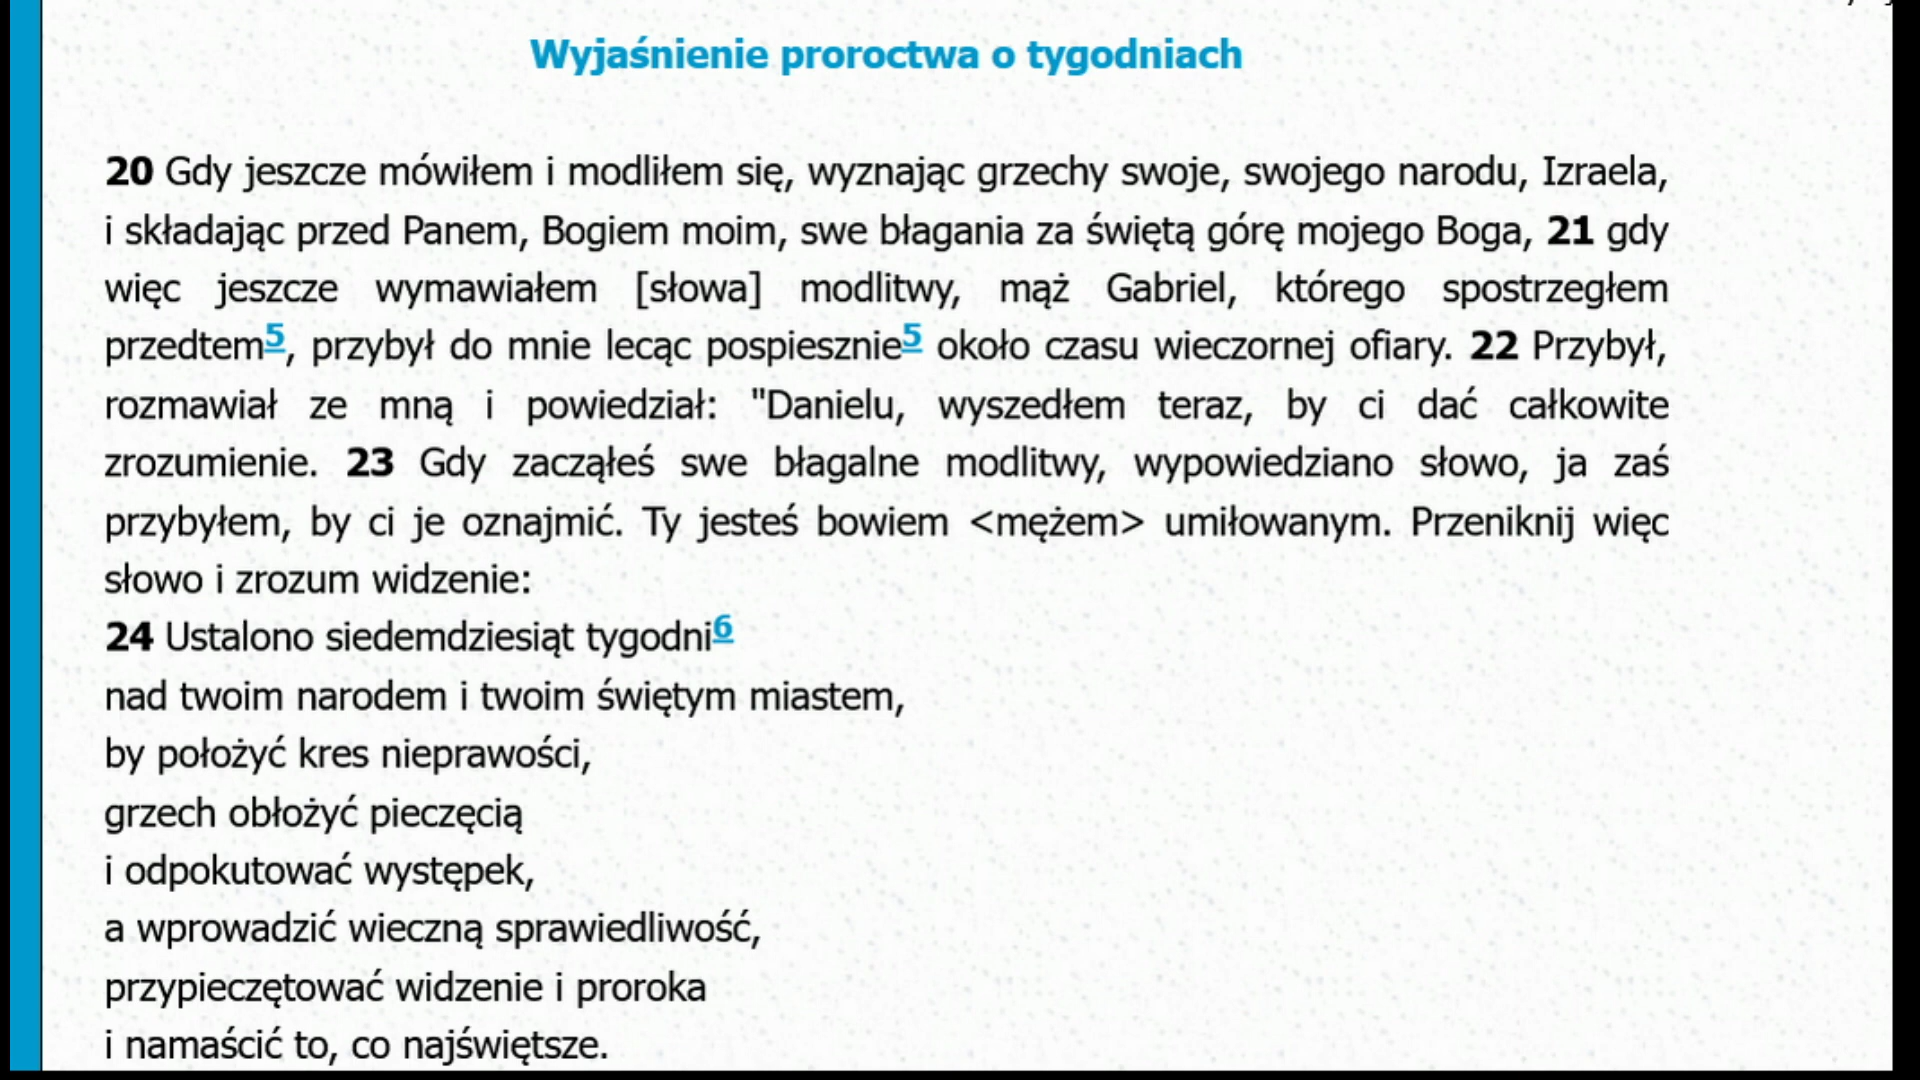 Wyjaśnienie proroctwa o tygodniach
20 Gdy jeszcze mówiłem i modliłem się, wyznając grzechy swoje, swojego narodu, Izraela,
i składając przed Panem, Bogiem moim, swe błagania za świętą górę mojego Boga, 21 gdy
więc jeszcze wymawiałem [słowa] modlitwy, mąż Gabriel, którego spostrzegłem
przedtem5, przybył do mnie lecąc pospiesznie5 około czasu wieczornej ofiary. 22 Przybył,
rozmawiał ze mną i powiedział: "Danielu, wyszedłem teraz, by ci dać całkowite
zrozumienie. 23 Gdy zacząłeś swe błagalne modlitwy, wypowiedziano słowo, ja zaś
przybyłem, by ci je oznajmić. Ty jesteś bowiem <mężem> umiłowanym. Przeniknij więc
słowo i zrozum widzenie:
24 Ustalono siedemdziesiąt tygodni6
nad twoim narodem i twoim świętym miastem,
by położyć kres nieprawości,
grzech obłożyć pieczęcią
i odpokutować występek,
a wprowadzić wieczną sprawiedliwość,
przypieczętować widzenie i proroka
i namaścić to, co najświętsze.